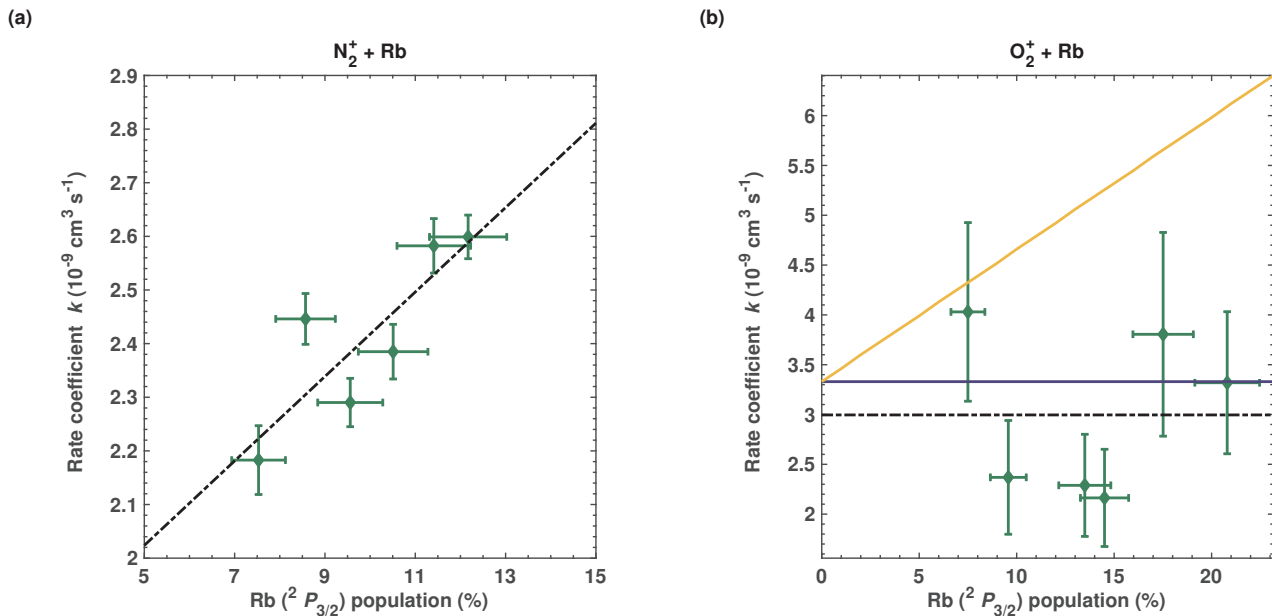 (a)
N₂⁺ + Rb
2.9
2.8
2.7
2.6
2.5
2.4
2.3
2.2
2.1
2
Rate coefficient k (10⁻⁹ cm³ s⁻¹)
5 7 9 11 13 15
Rb (² P₃/₂) population (%)
(b)
O₂⁺ + Rb
6
5.5
5
4.5
4
3.5
3
2.5
2
Rate coefficient k (10⁻⁹ cm³ s⁻¹)
0 5 10 15 20
Rb (² P₃/₂) population (%)